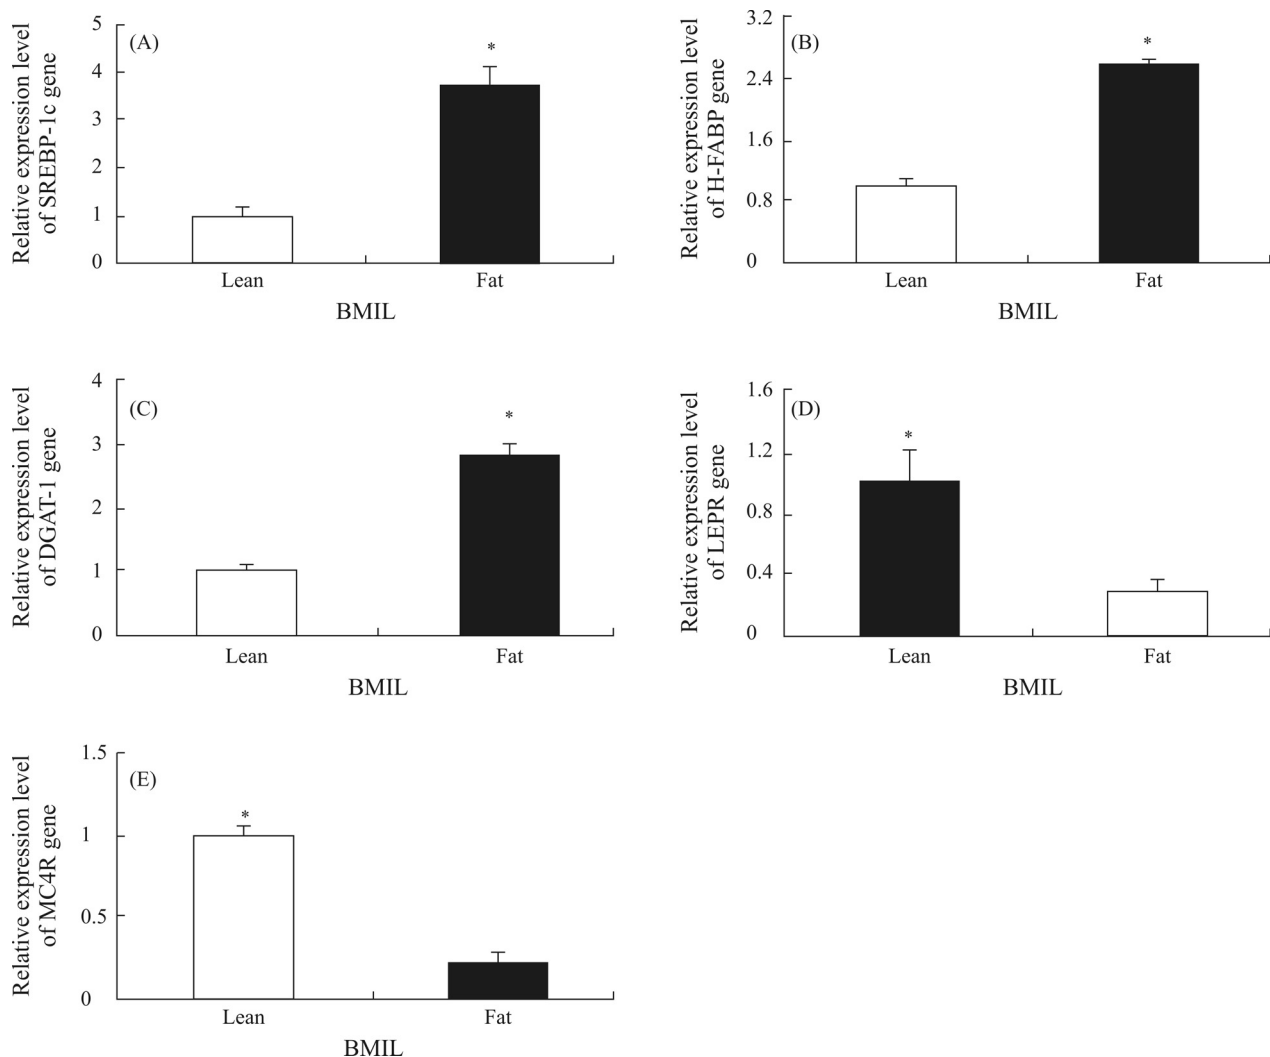 Relative expression level
of SREBP-1c gene
5
4
3
2
1
0
(A)
*
Lean
Fat
BMIL
Relative expression level
of H-FABP gene
3.2
2.4
1.6
0.8
0
(B)
*
Lean
Fat
BMIL
Relative expression level
of DGAT-1 gene
4
3
2
1
0
(C)
*
Lean
Fat
BMIL
Relative expression level
of LEPR gene
1.6
1.2
0.8
0.4
0
(D)
*
Lean
Fat
BMIL
Relative expression level
of MC4R gene
1.5
1
0.5
0
(E)
*
Lean
Fat
BMIL